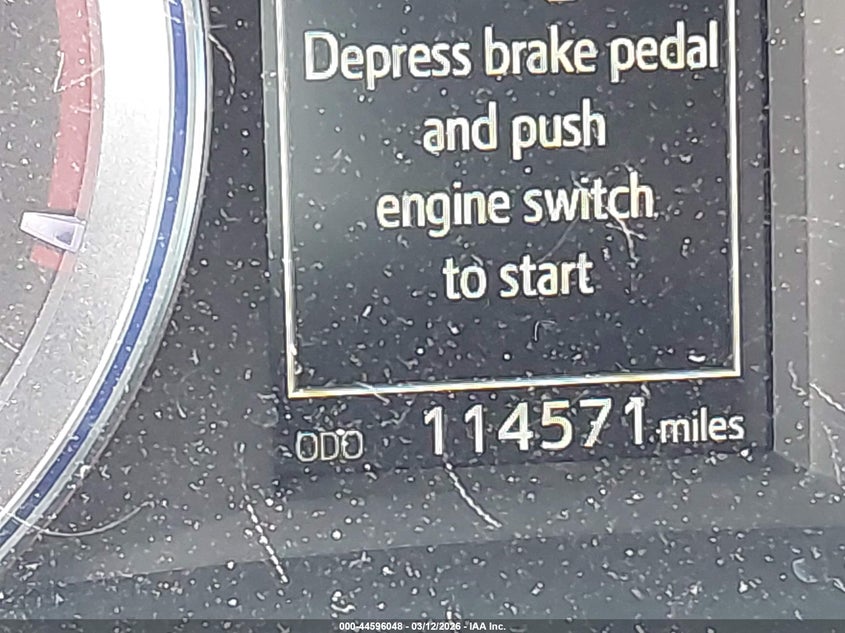 Depress brake pedal
and push
engine switch
to start
ODO 114571 miles
000-44596048 - 03/12/2026 - IAA Inc.